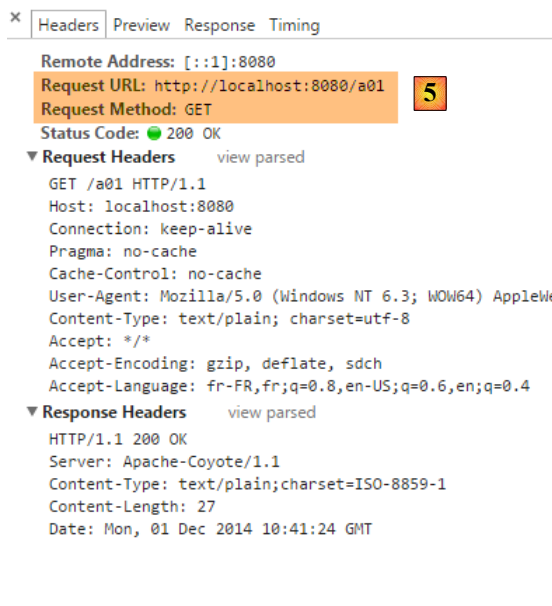 × Headers Preview Response Timing
Remote Address: [::1]:8080
Request URL: http://localhost:8080/a01
Request Method: GET
5
Status Code: 200 OK
Request Headers view parsed
GET /a01 HTTP/1.1
Host: localhost:8080
Connection: keep-alive
Pragma: no-cache
Cache-Control: no-cache
User-Agent: Mozilla/5.0 (Windows NT 6.3; WOW64) AppleWe
Content-Type: text/plain; charset=utf-8
Accept: */*
Accept-Encoding: gzip, deflate, sdch
Accept-Language: fr-FR,fr;q=0.8,en-US;q=0.6,en;q=0.4
Response Headers view parsed
HTTP/1.1 200 OK
Server: Apache-Coyote/1.1
Content-Type: text/plain;charset=ISO-8859-1
Content-Length: 27
Date: Mon, 01 Dec 2014 10:41:24 GMT